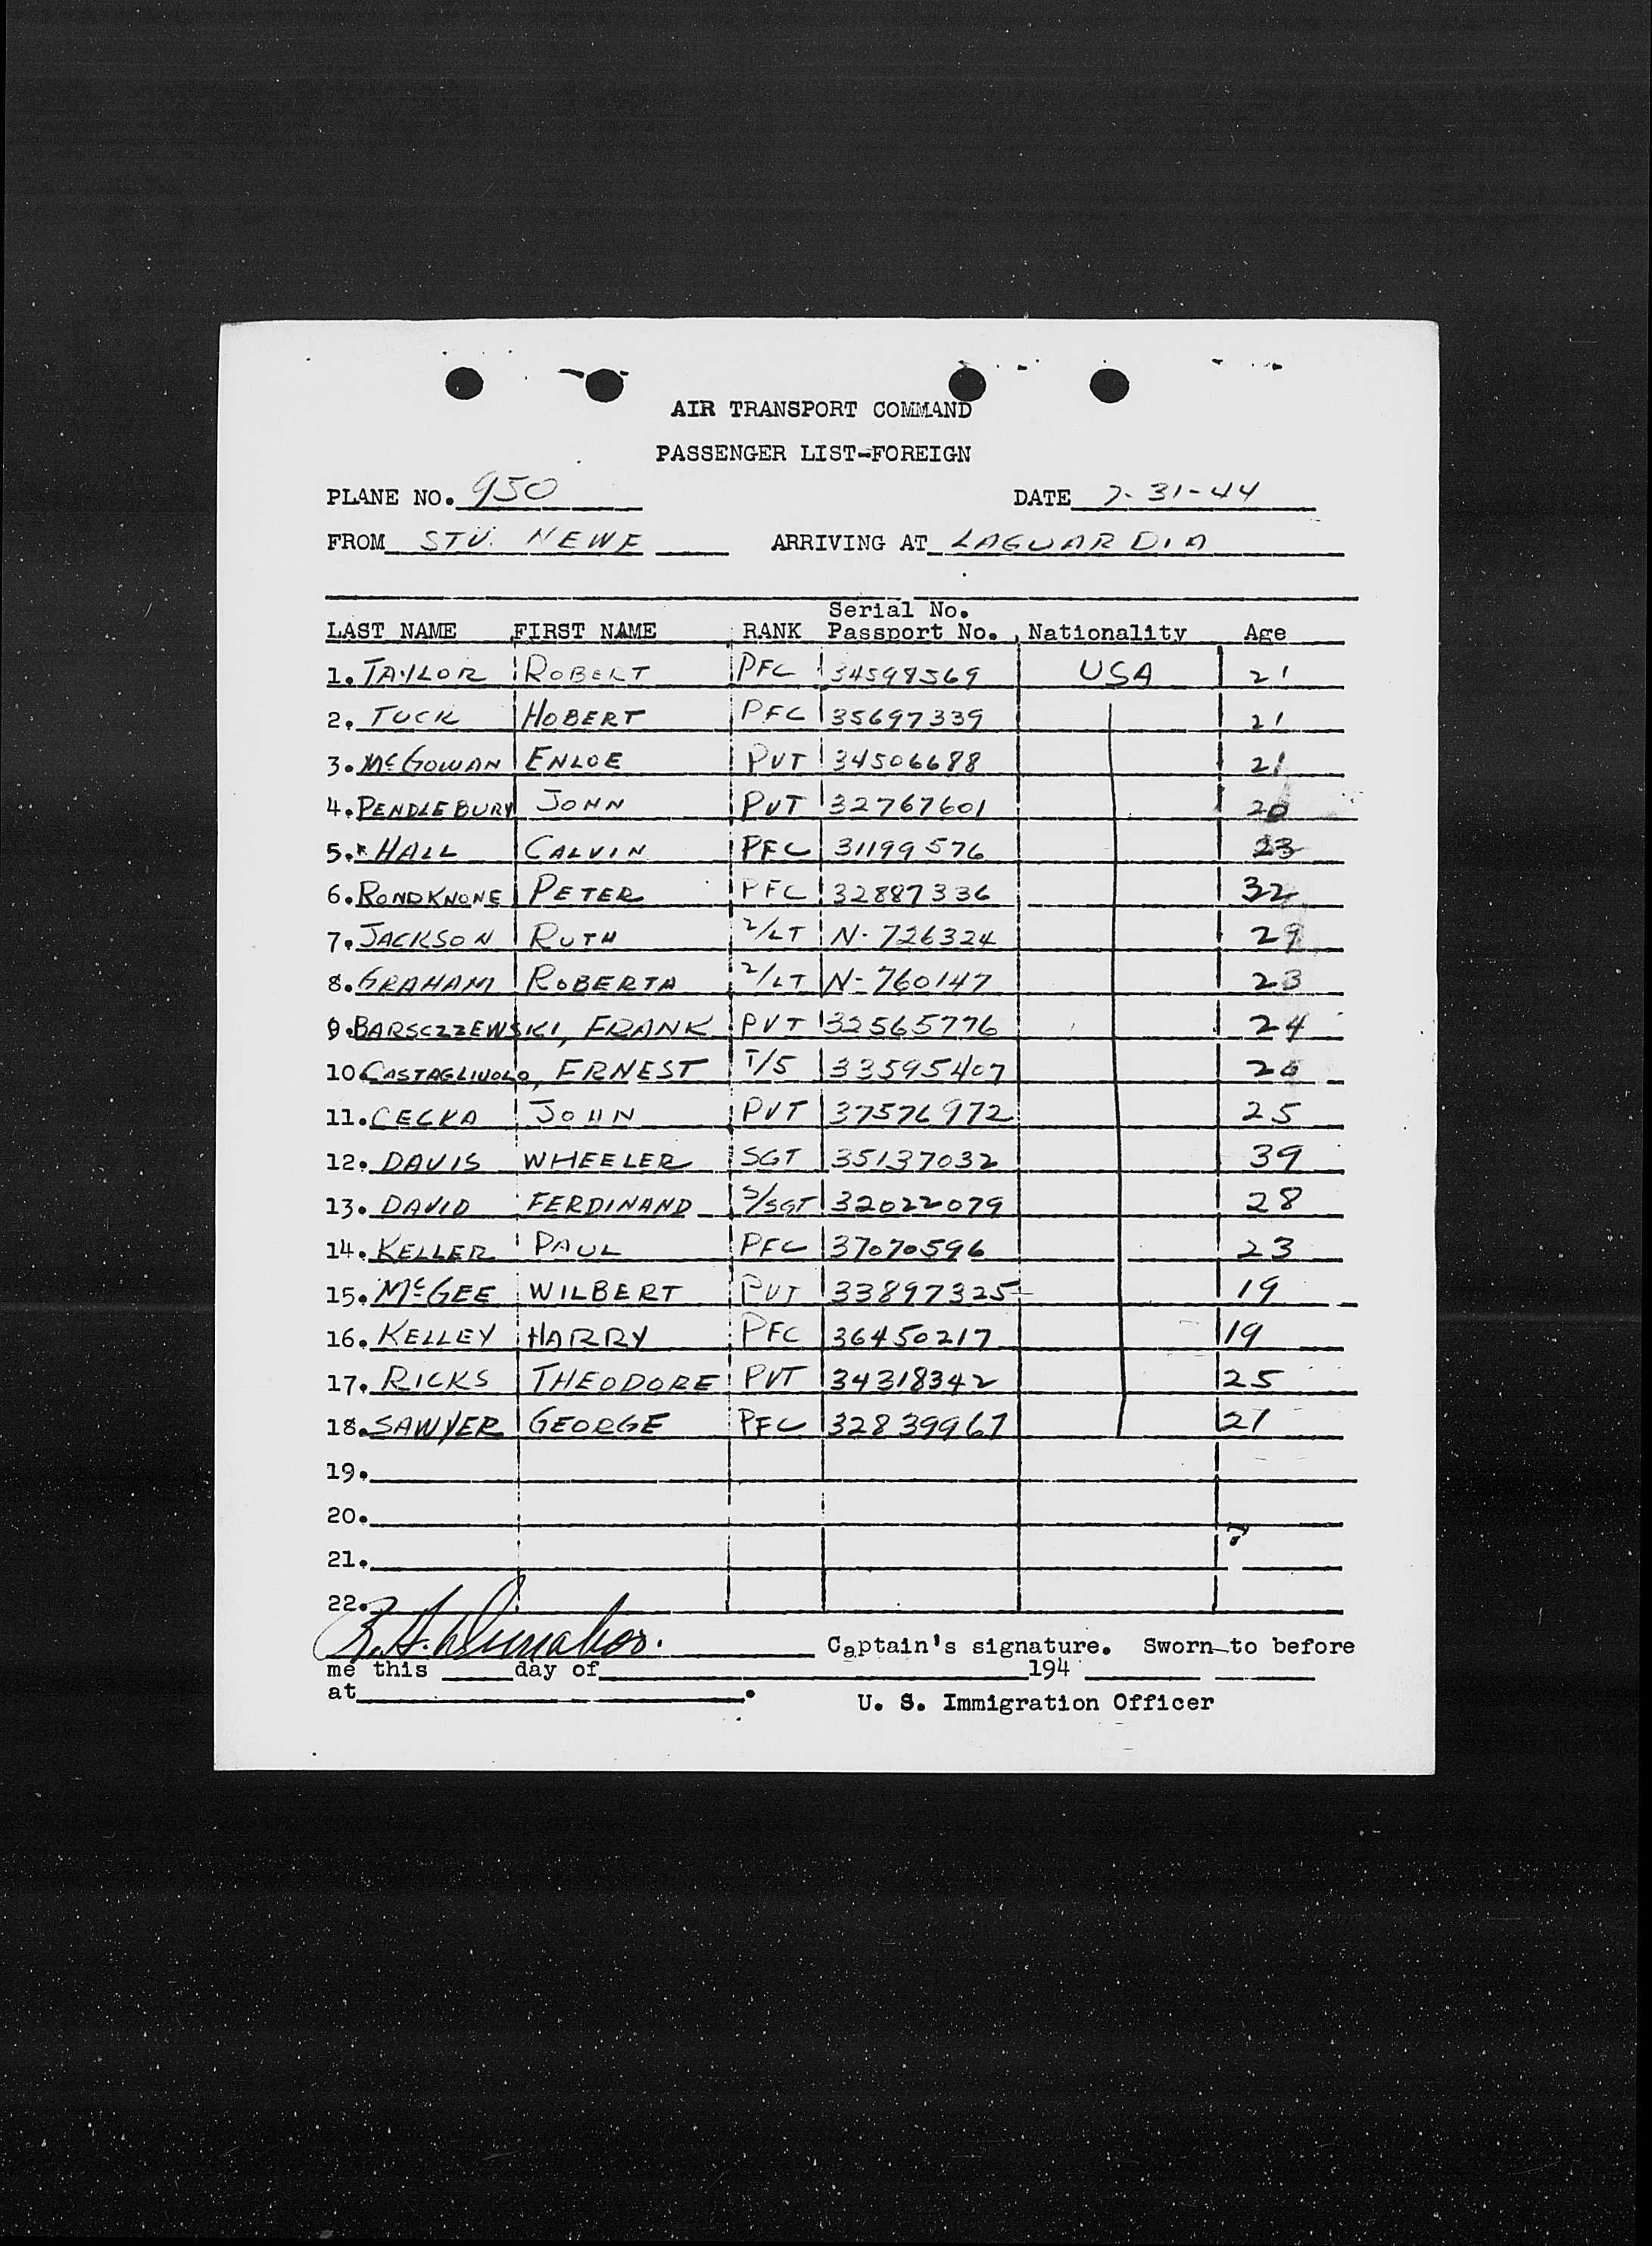 AIR TRANSPORT COMMAND
PASSENGER LIST-FOREIGN
PLANE NO. 950 DATE 7-31-44
FROM STV. NEWF ARRIVING AT LAGUARDIA
Serial No.
LAST NAME FIRST NAME RANK Passport No. Nationality Age
1. TAYLOR ROBERT PFC 34598569 USA 21
2. TUCK HOBERT PFC 35697339 21
3. McGOWAN ENLOE PVT 34506688 21
4. PENDLEBURY JOHN PVT 32767601 20
5. HALL CALVIN PFC 31199576 23
6. RONDKNONE PETER PFC 32887336 32
7. JACKSON RUTH 2/LT N-726324 29
8. GRAHAM ROBERTA 2/LT N-760147 23
9. BARSCZZEWSKI, FRANK PVT 32565776 24
10. CASTAGLIUOLO, ERNEST T/5 33595407
11. CECKA JOHN PVT 37576972 25
12. DAVIS WHEELER SGT 35137032 39
13. DAVID FERDINAND S/SGT 32022079 28
14. KELLER PAUL PFC 37070596 23
15. McGEE WILBERT PVT 33897325 19
16. KELLEY HARRY PFC 36450217 19
17. RICKS THEODORE PVT 34318342 25
18. SAWYER GEORGE PFC 32839967 21
19.
20.
21.
22.
Captain's signature. Sworn to before
me this day of 194
at .
U. S. Immigration Officer